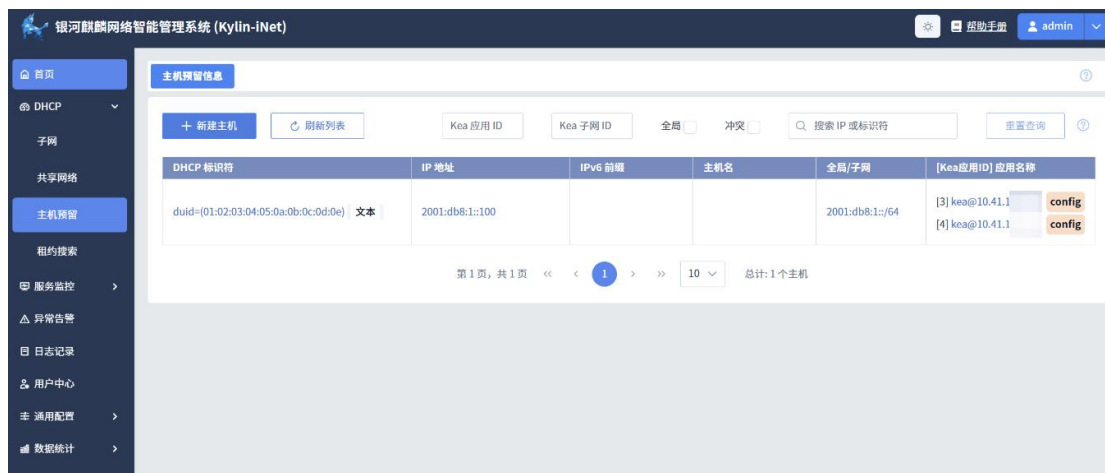 银河麒麟网络智能管理系统 (Kylin-iNet)
帮助手册
admin
首页
DHCP
子网
共享网络
主机预留
租约搜索
服务监控
异常告警
日志记录
用户中心
通用配置
数据统计
主机预留信息
+ 新建主机
刷新列表
Kea 应用 ID
Kea 子网 ID
全局
冲突
搜索 IP 或标识符
重置查询
DHCP 标识符 IP 地址 IPv6 前缀 主机名 全局/子网 [Kea应用ID] 应用名称
duid=(01:02:03:04:05:0a:0b:0c:0d:0e) 文本 2001:db8:1::100 2001:db8:1::/64
[3] kea@10.41.1 config
[4] kea@10.41.1 config
第 1 页，共 1 页 « ‹ 1 › » 10 总计: 1 个主机